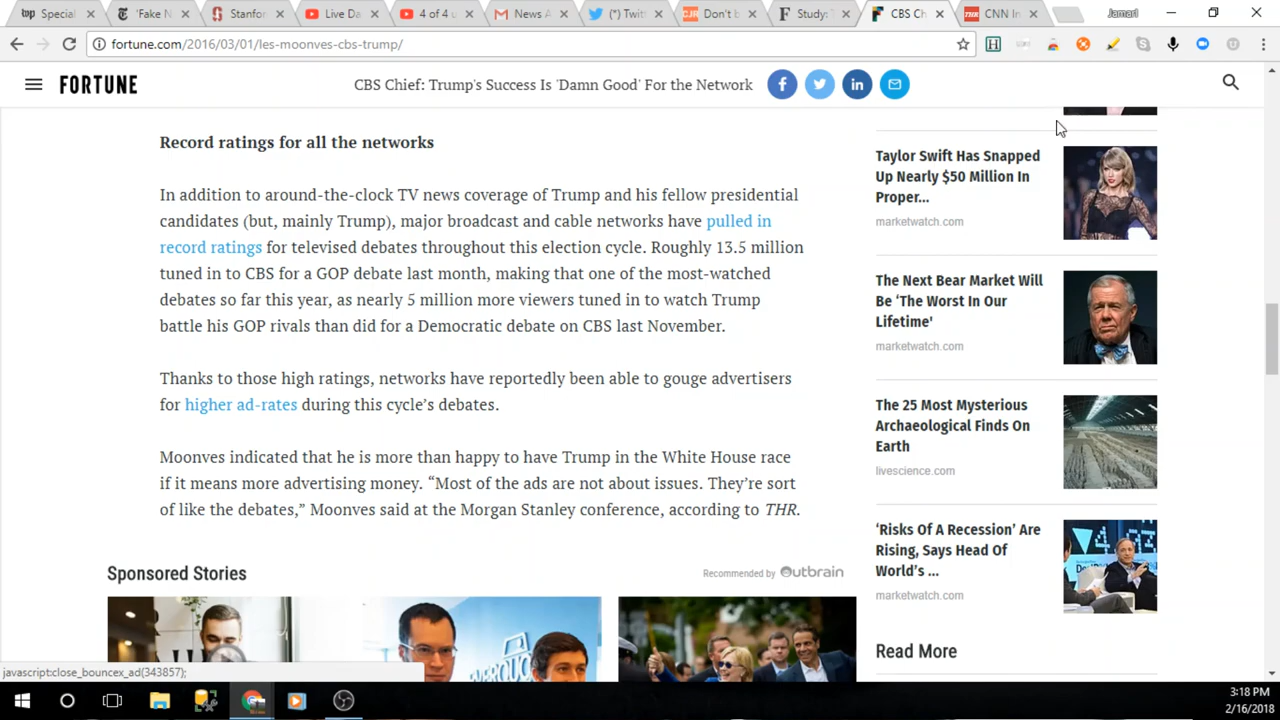 Special
'Fake N
Stanfor
Live Da
4 of 4 u
News A
(*) Twit
CJR
Don't b
Study:
CBS Ch
THR
CNN In
Jamarl
fortune.com/2016/03/01/les-moonves-cbs-trump/
FORTUNE
CBS Chief: Trump's Success Is 'Damn Good' For the Network
Record ratings for all the networks
In addition to around-the-clock TV news coverage of Trump and his fellow presidential
candidates (but, mainly Trump), major broadcast and cable networks have pulled in
record ratings for televised debates throughout this election cycle. Roughly 13.5 million
tuned in to CBS for a GOP debate last month, making that one of the most-watched
debates so far this year, as nearly 5 million more viewers tuned in to watch Trump
battle his GOP rivals than did for a Democratic debate on CBS last November.
Thanks to those high ratings, networks have reportedly been able to gouge advertisers
for higher ad-rates during this cycle's debates.
Moonves indicated that he is more than happy to have Trump in the White House race
if it means more advertising money. “Most of the ads are not about issues. They're sort
of like the debates,” Moonves said at the Morgan Stanley conference, according to THR.
Sponsored Stories
Recommended by Outbrain
Taylor Swift Has Snapped
Up Nearly $50 Million In
Proper...
marketwatch.com
The Next Bear Market Will
Be 'The Worst In Our
Lifetime'
marketwatch.com
The 25 Most Mysterious
Archaeological Finds On
Earth
livescience.com
'Risks Of A Recession' Are
Rising, Says Head Of
World's ...
marketwatch.com
Read More
javascript:close_bouncex_ad(343857);
3:18 PM
2/16/2018